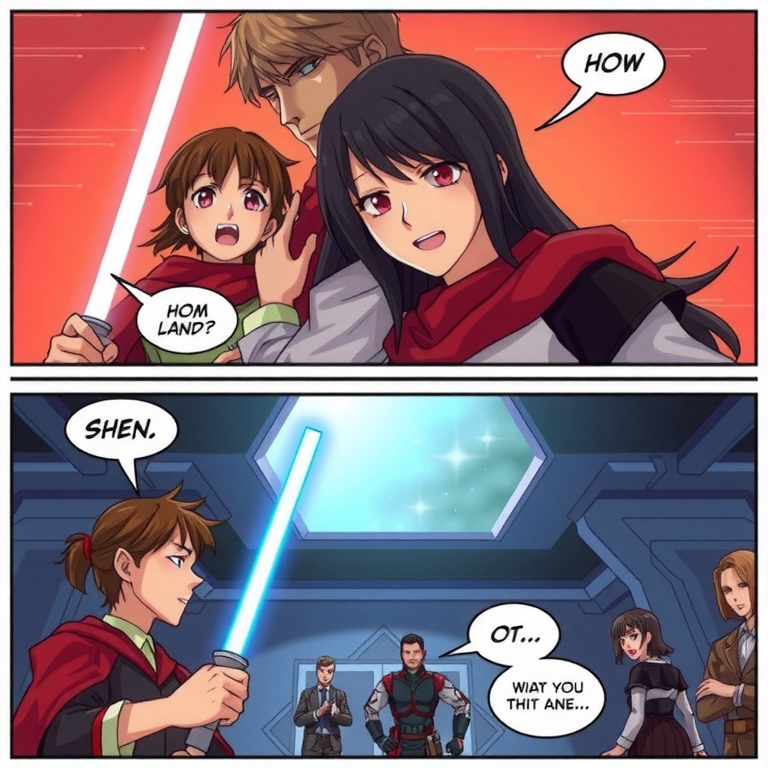 HOW
HOM
LAND?
SHEN.
OT...
WIAT YOU
THIT ANE...